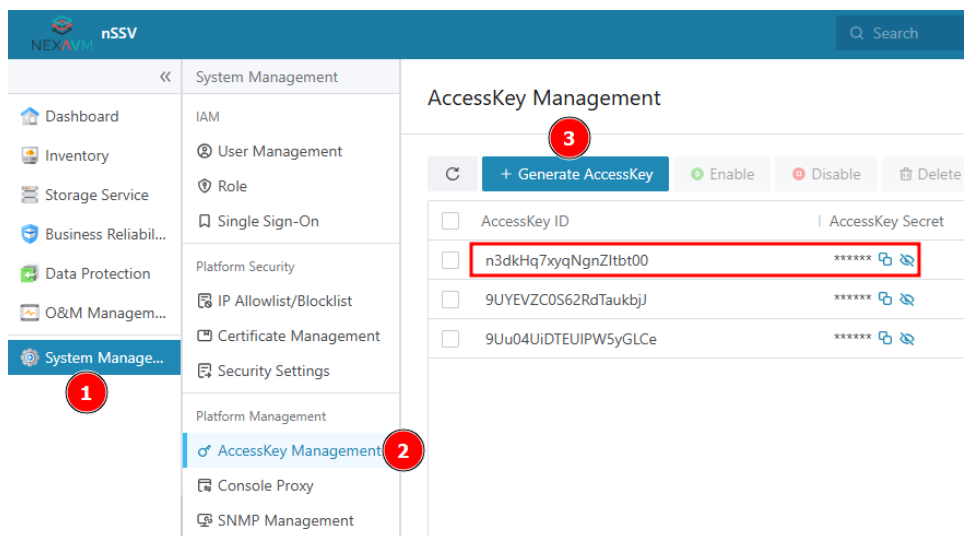 NEXAVM nSSV
Search
«
Dashboard
Inventory
Storage Service
Business Reliabil...
Data Protection
O&M Managem...
System Manage...
1
System Management
IAM
User Management
Role
Single Sign-On
Platform Security
IP Allowlist/Blocklist
Certificate Management
Security Settings
Platform Management
AccessKey Management
2
Console Proxy
SNMP Management
AccessKey Management
3
+ Generate AccessKey Enable Disable Delete
AccessKey ID AccessKey Secret
n3dkHq7xyqNgnZItbt00 ******
9UYEVZC0S62RdTaukbjJ ******
9Uu04UiDTEUIPW5yGLCe ******